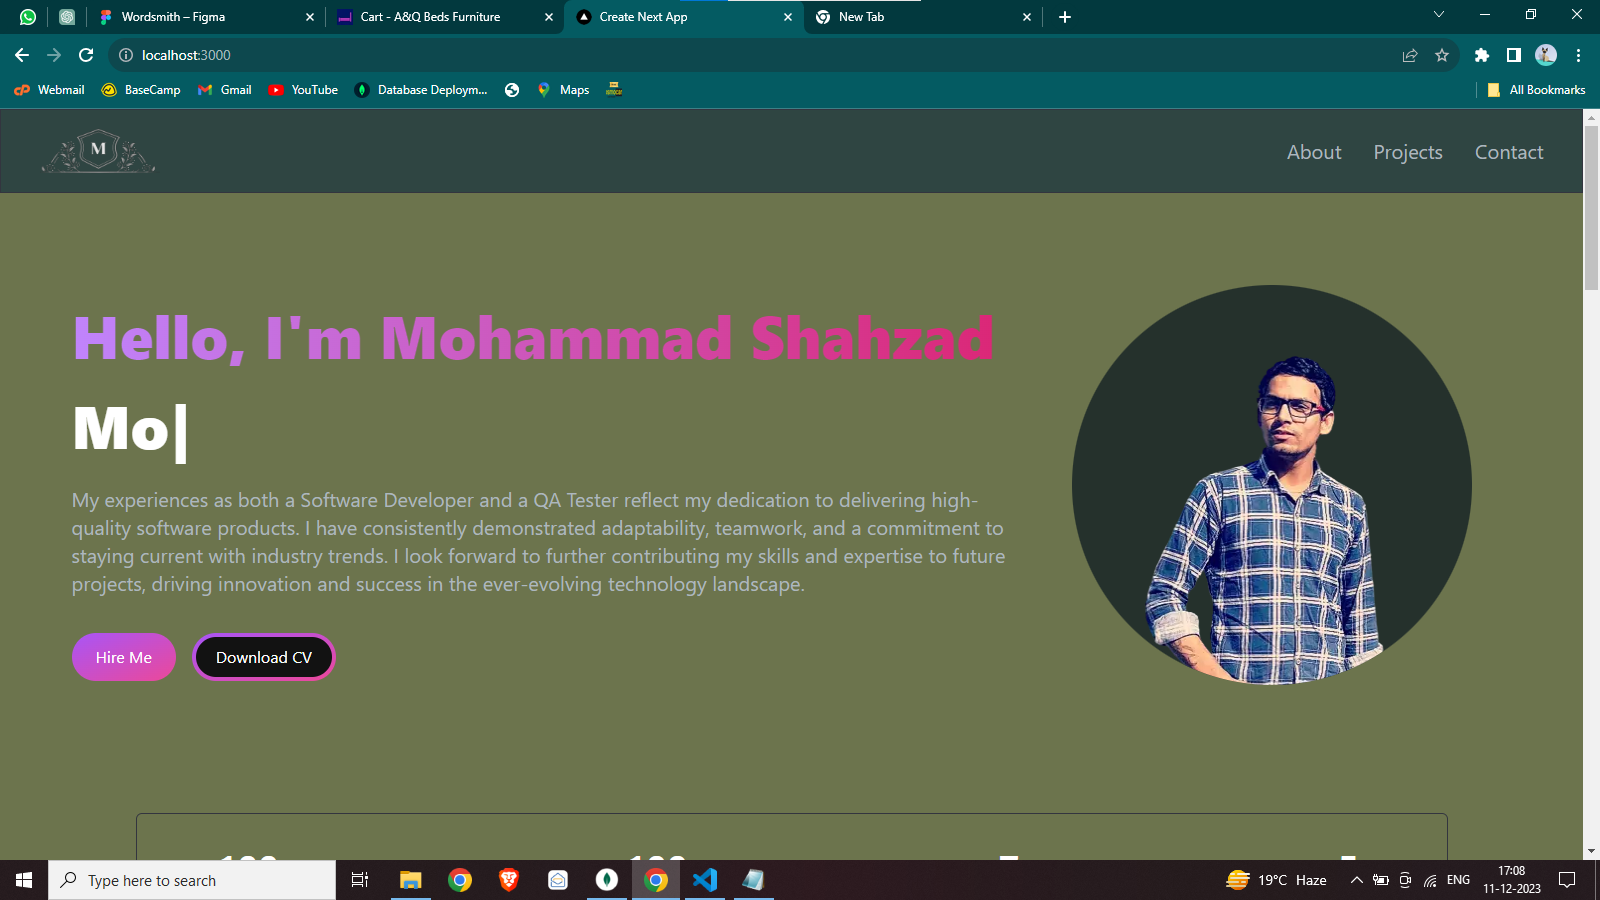 Wordsmith – Figma
Cart - A&Q Beds Furniture
Create Next App
New Tab
localhost:3000
Webmail
BaseCamp
Gmail
YouTube
Database Deploym...
Maps
All Bookmarks
M
About
Projects
Contact
Hello, I'm Mohammad Shahzad
Mo|
My experiences as both a Software Developer and a QA Tester reflect my dedication to delivering high-
quality software products. I have consistently demonstrated adaptability, teamwork, and a commitment to
staying current with industry trends. I look forward to further contributing my skills and expertise to future
projects, driving innovation and success in the ever-evolving technology landscape.
Hire Me
Download CV
Type here to search
19°C Haze
ENG
17:08
11-12-2023